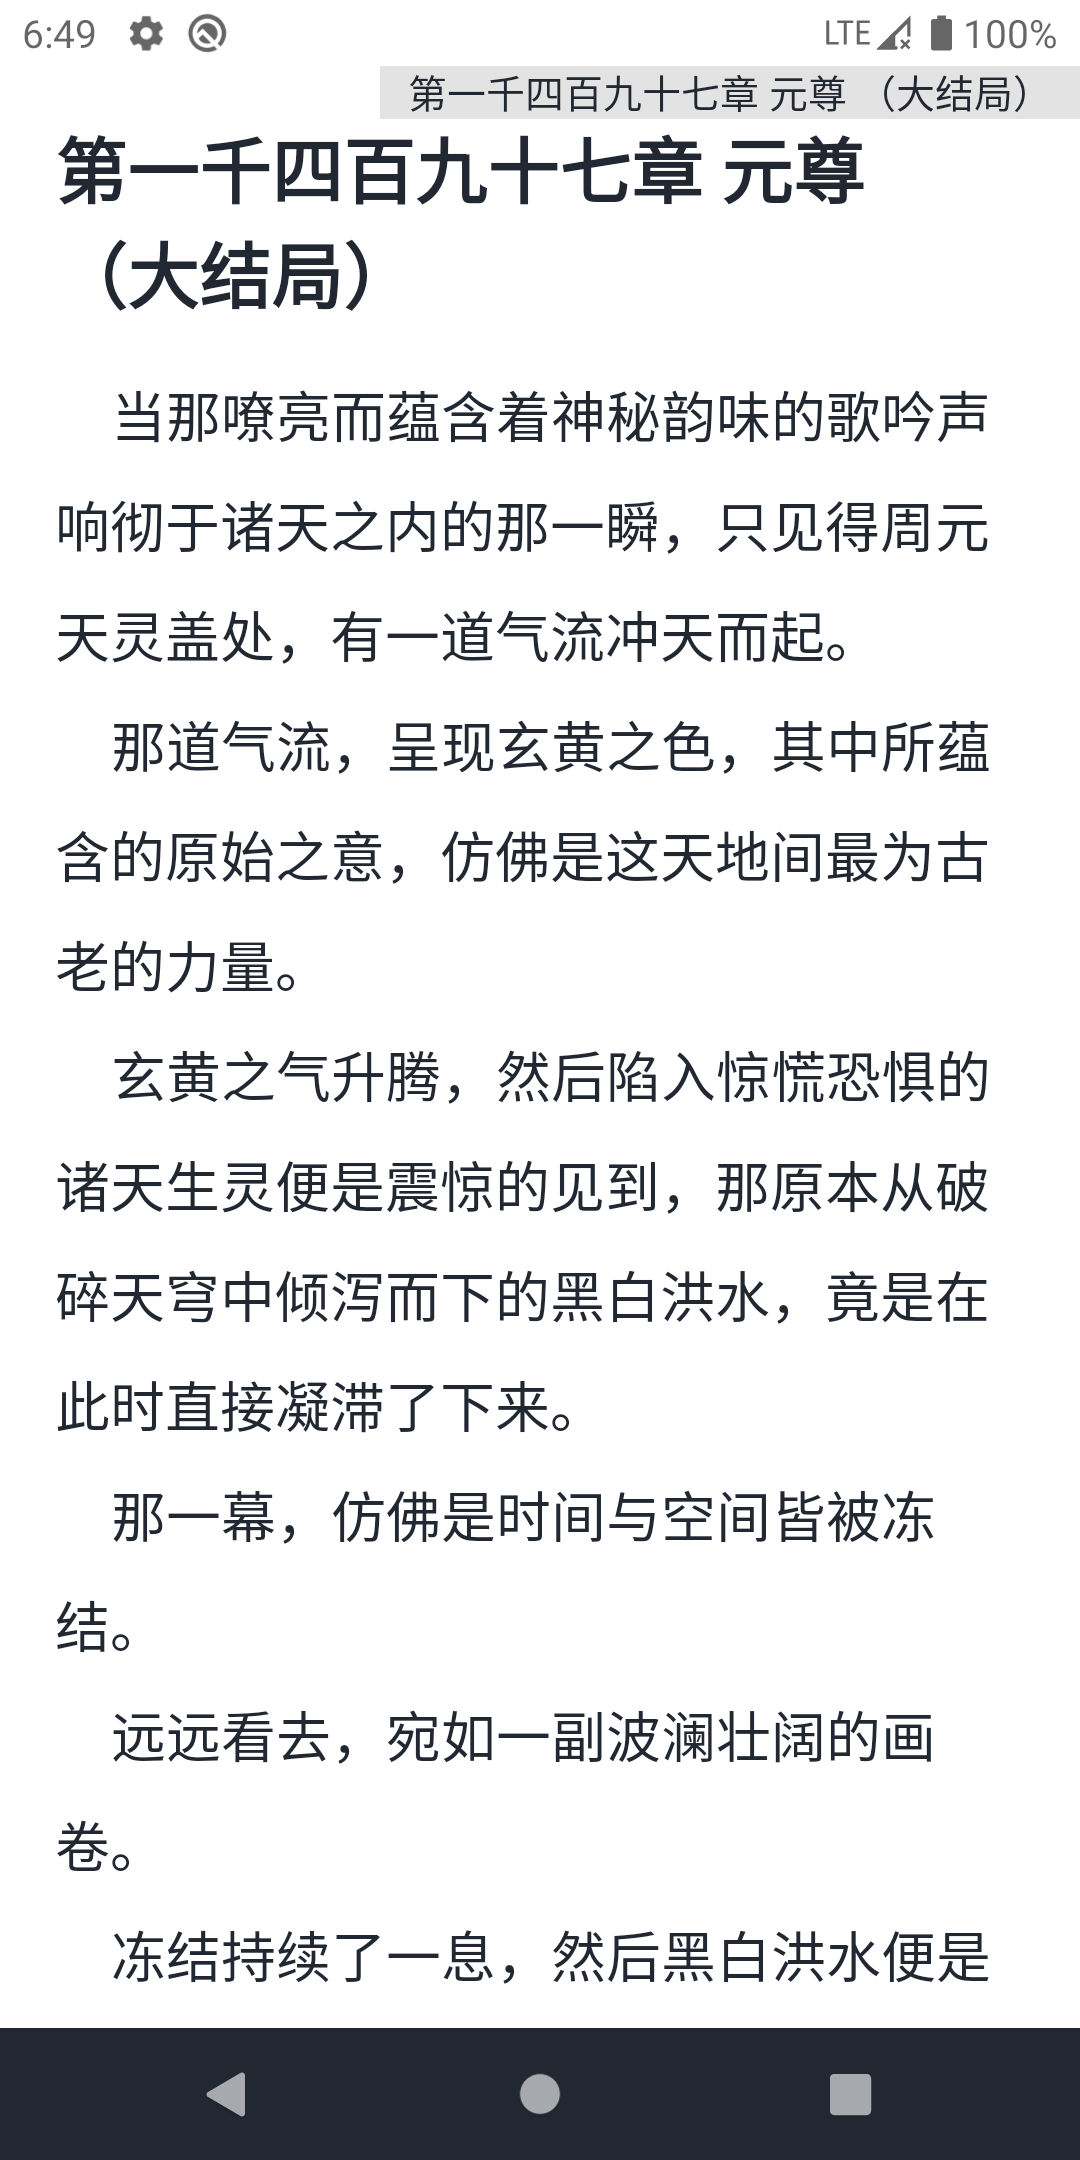 6:49 LTE 100%
第一千四百九十七章 元尊 （大结局）
第一千四百九十七章 元尊
（大结局）
当那嘹亮而蕴含着神秘韵味的歌吟声
响彻于诸天之内的那一瞬，只见得周元
天灵盖处，有一道气流冲天而起。
那道气流，呈现玄黄之色，其中所蕴
含的原始之意，仿佛是这天地间最为古
老的力量。
玄黄之气升腾，然后陷入惊慌恐惧的
诸天生灵便是震惊的见到，那原本从破
碎天穹中倾泻而下的黑白洪水，竟是在
此时直接凝滞了下来。
那一幕，仿佛是时间与空间皆被冻
结。
远远看去，宛如一副波澜壮阔的画
卷。
冻结持续了一息，然后黑白洪水便是